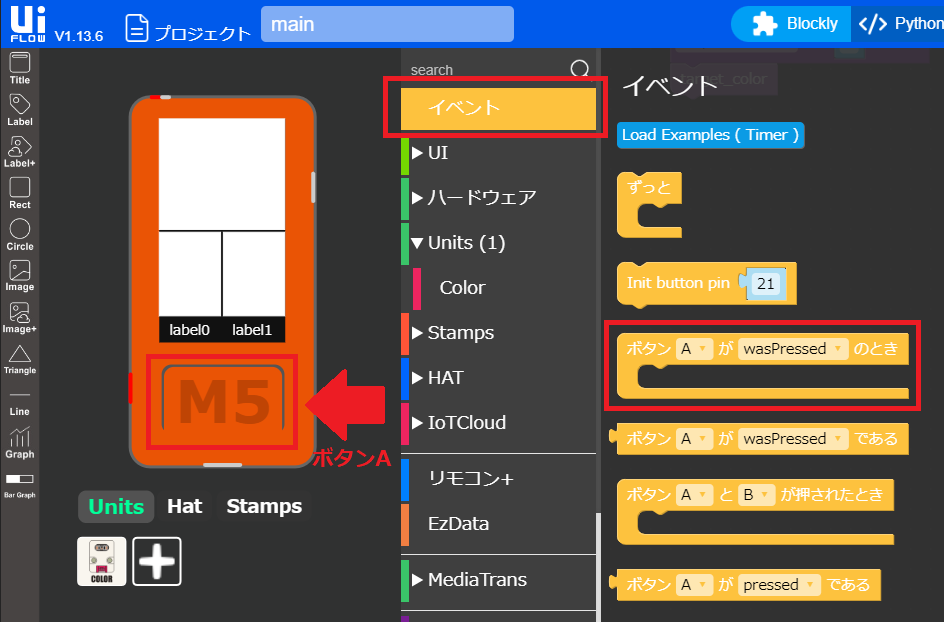 Ui
FLOW
V1.13.6
プロジェクト
main
Blockly
</> Python
Title
Label
Label+
Rect
Circle
Image
Image+
Triangle
Line
Graph
Bar Graph
label0
label1
M5
ボタンA
Units
Hat
Stamps
COLOR
search
イベント
UI
ハードウェア
Units (1)
Color
Stamps
HAT
IoTCloud
リモコン+
EzData
MediaTrans
イベント
Load Examples ( Timer )
ずっと
Init button pin 21
ボタン A が wasPressed のとき
ボタン A が wasPressed である
ボタン A と B が押されたとき
ボタン A が pressed である